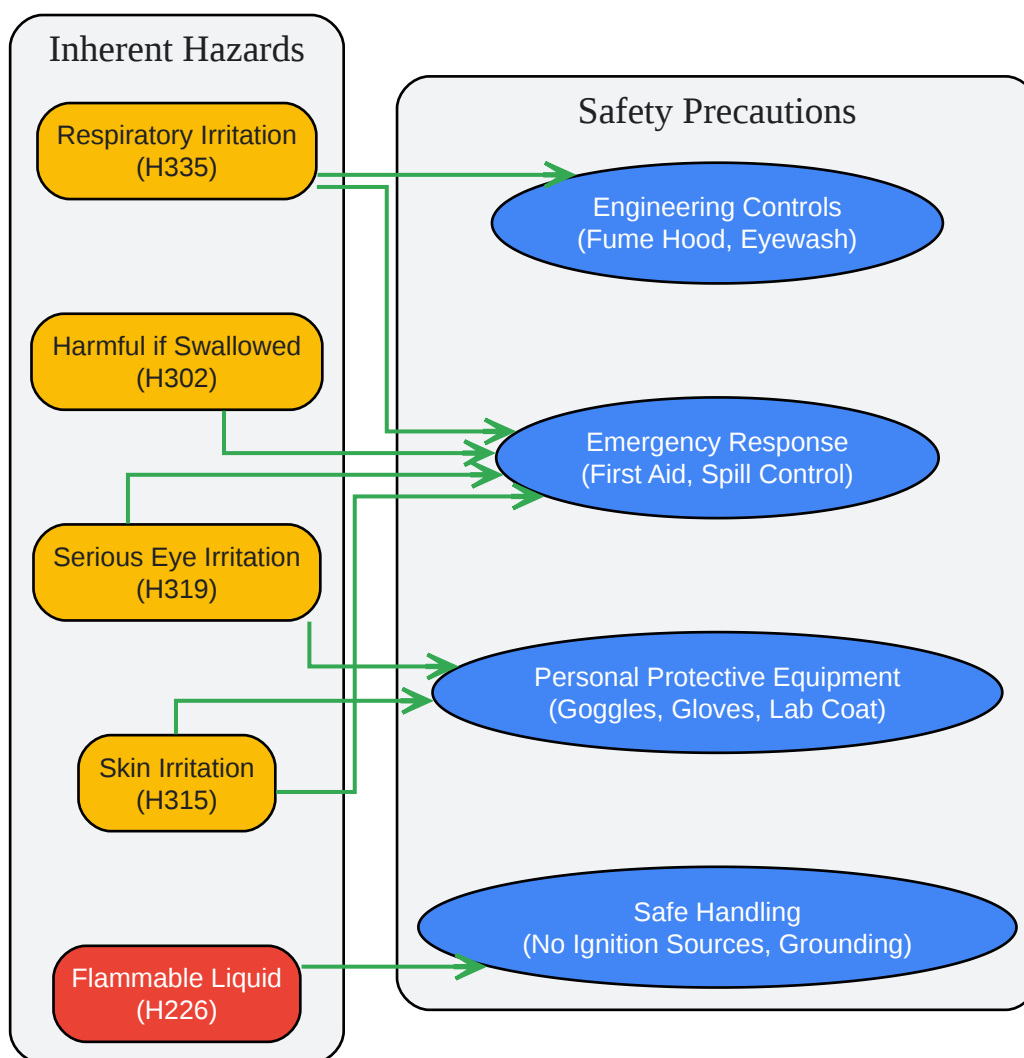 Inherent Hazards
Respiratory Irritation
(H335)
Harmful if Swallowed
(H302)
Serious Eye Irritation
(H319)
Skin Irritation
(H315)
Flammable Liquid
(H226)
Safety Precautions
Engineering Controls
(Fume Hood, Eyewash)
Emergency Response
(First Aid, Spill Control)
Personal Protective Equipment
(Goggles, Gloves, Lab Coat)
Safe Handling
(No Ignition Sources, Grounding)